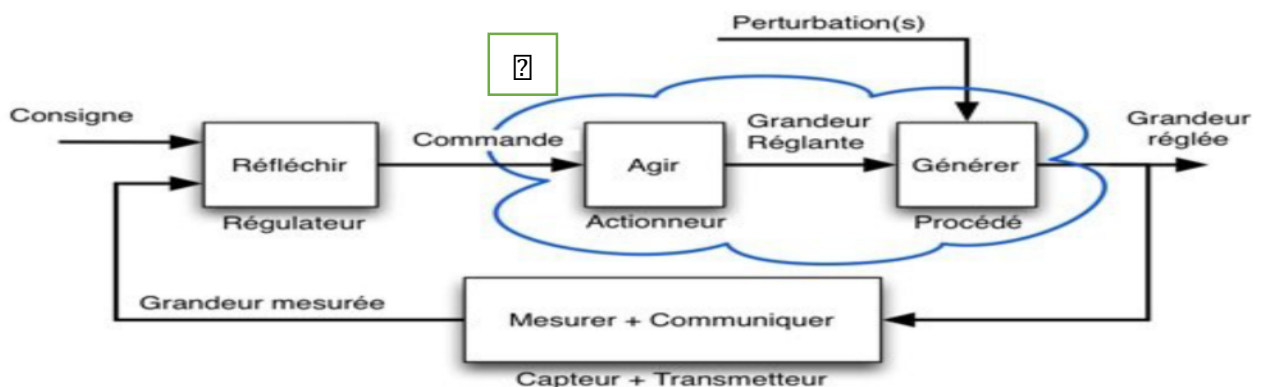 Perturbation(s)
Consigne
Commande
Grandeur
Réglante
Grandeur
réglée
Réfléchir
Agir
Générer
Régulateur
Actionneur
Procédé
Grandeur mesurée
Mesurer + Communiquer
Capteur + Transmetteur